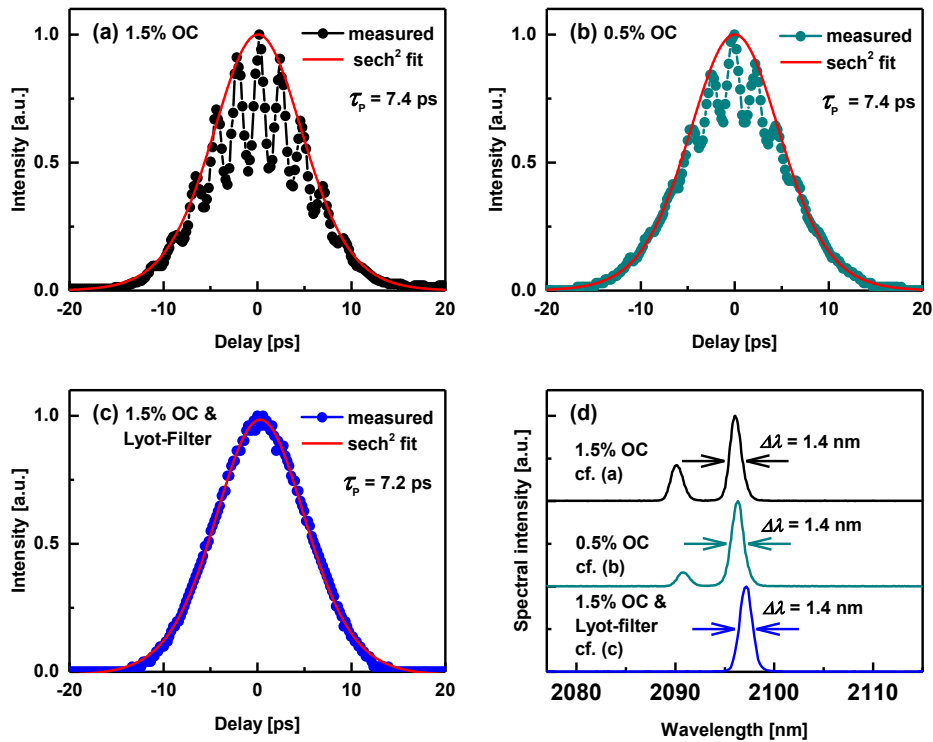 (a) 1.5% OC
measured
sech² fit
τP = 7.4 ps
Intensity [a.u.]
1.0
0.5
0.0
-20 -10 0 10 20
Delay [ps]
(b) 0.5% OC
measured
sech² fit
τP = 7.4 ps
Intensity [a.u.]
1.0
0.5
0.0
-20 -10 0 10 20
Delay [ps]
(c) 1.5% OC &
Lyot-Filter
measured
sech² fit
τP = 7.2 ps
Intensity [a.u.]
1.0
0.5
0.0
-20 -10 0 10 20
Delay [ps]
(d)
1.5% OC
cf. (a)
Δλ = 1.4 nm
0.5% OC
cf. (b)
Δλ = 1.4 nm
1.5% OC &
Lyot-filter
cf. (c)
Δλ = 1.4 nm
Spectral intensity [a.u.]
2080 2090 2100 2110
Wavelength [nm]